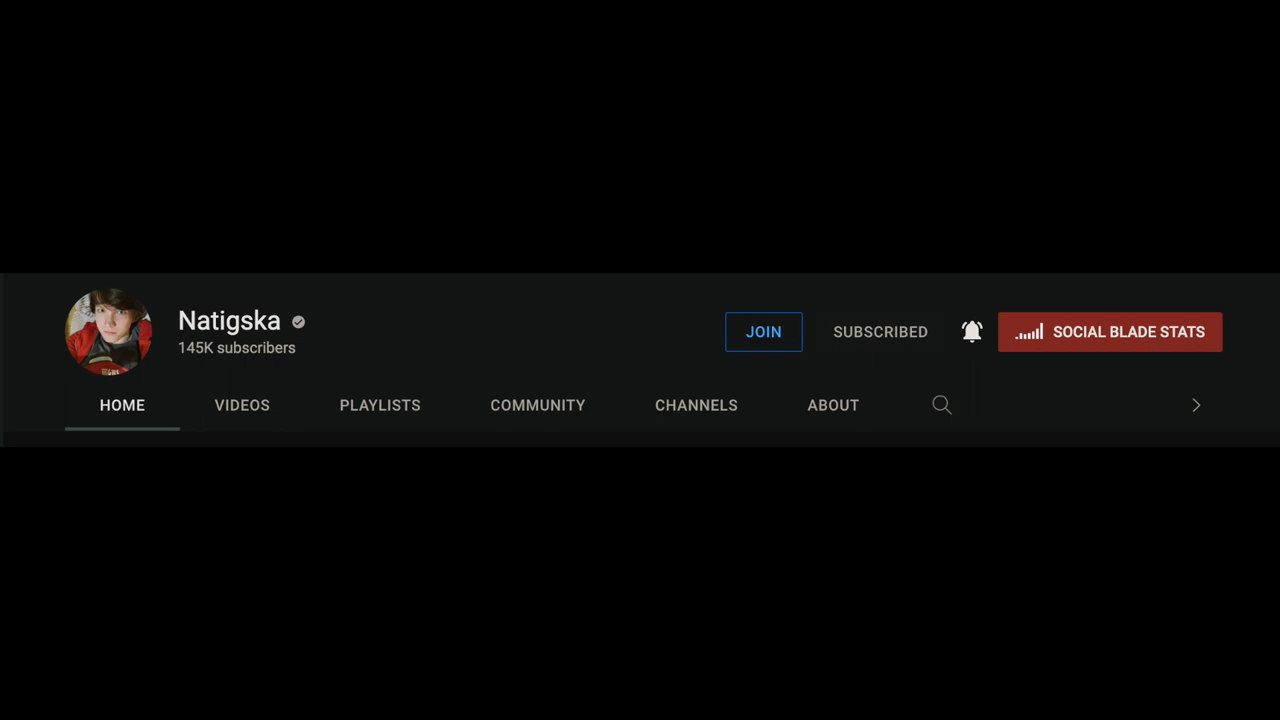 Natigska
145K subscribers
JOIN
SUBSCRIBED
SOCIAL BLADE STATS
HOME
VIDEOS
PLAYLISTS
COMMUNITY
CHANNELS
ABOUT